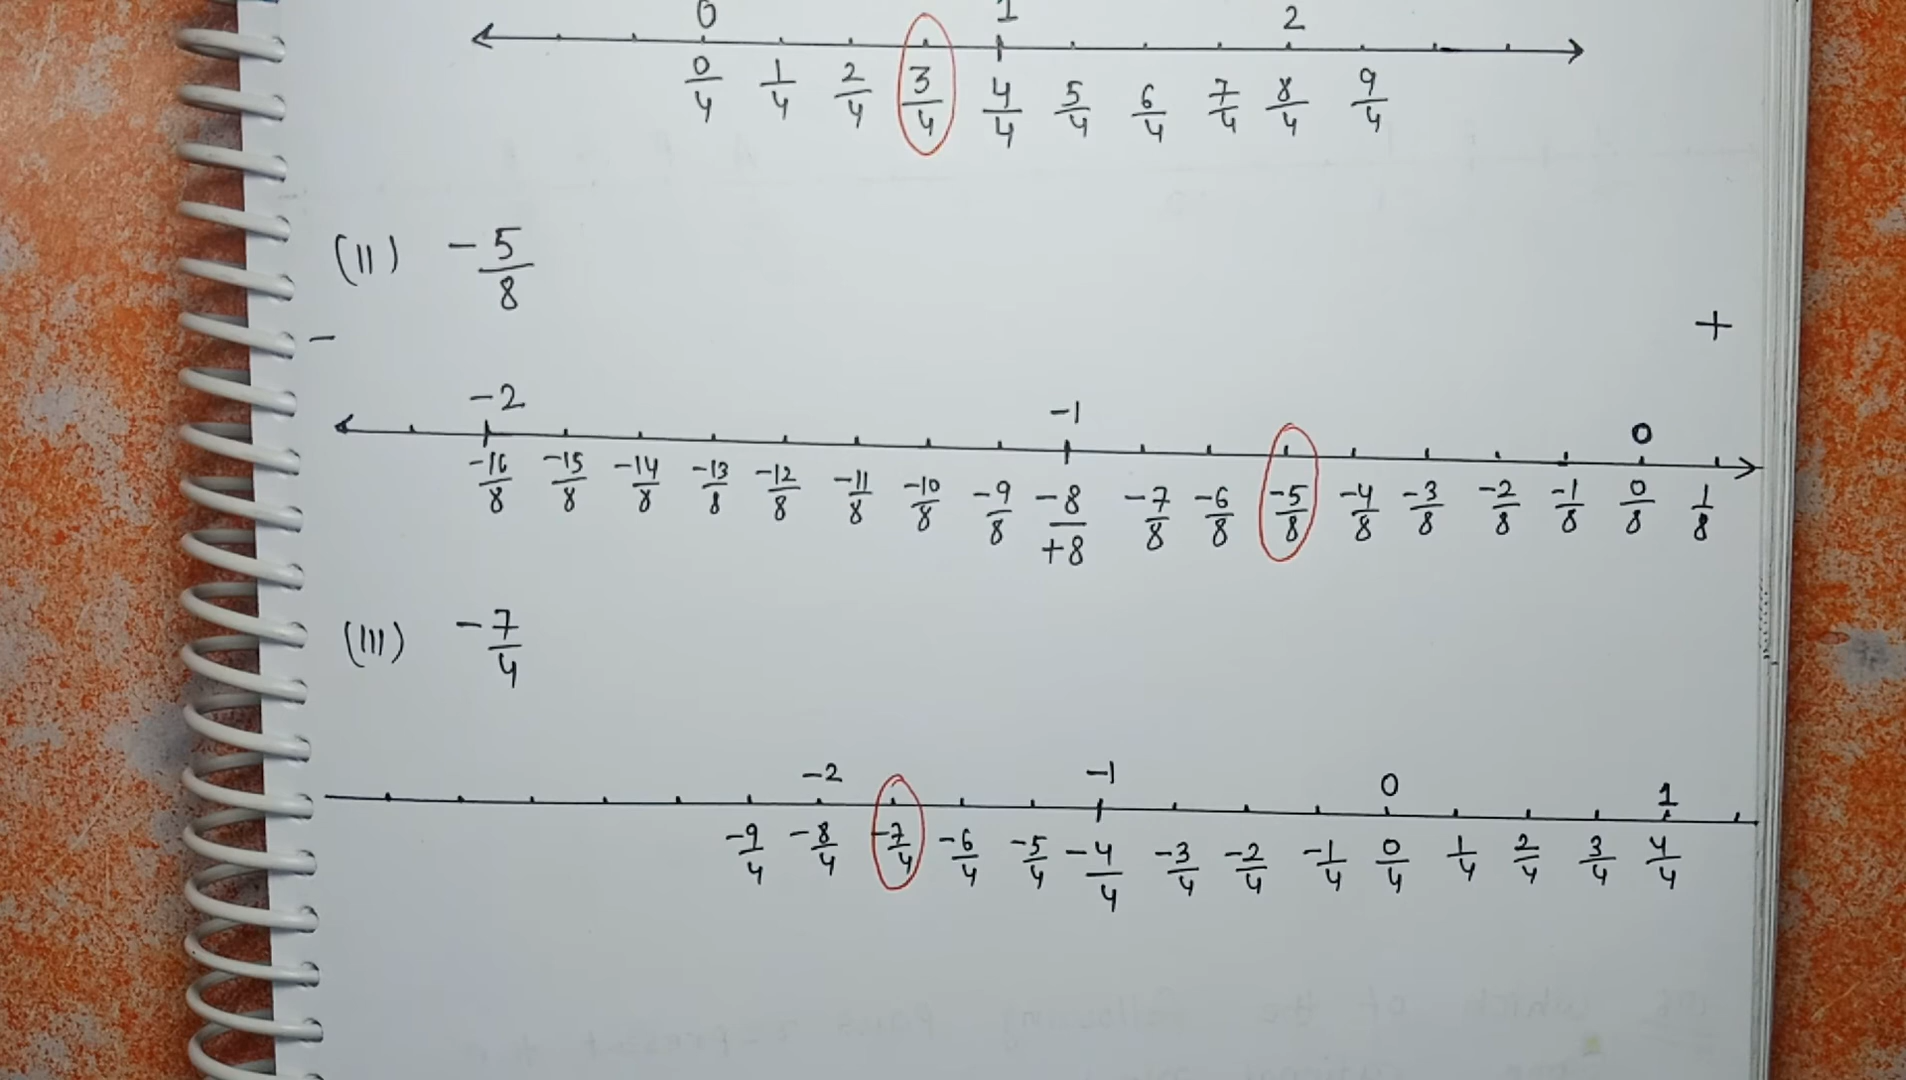 0 1 2
0/4 1/4 2/4 3/4 4/4 5/4 6/4 7/4 8/4 9/4
(II) -5/8
- +
-2 -1 0
-16/8 -15/8 -14/8 -13/8 -12/8 -11/8 -10/8 -9/8 -8/+8 -7/8 -6/8 -5/8 -4/8 -3/8 -2/8 -1/8 0/8 1/8
(III) -7/4
-2 -1 0 1
-9/4 -8/4 -7/4 -6/4 -5/4 -4/4 -3/4 -2/4 -1/4 0/4 1/4 2/4 3/4 4/4